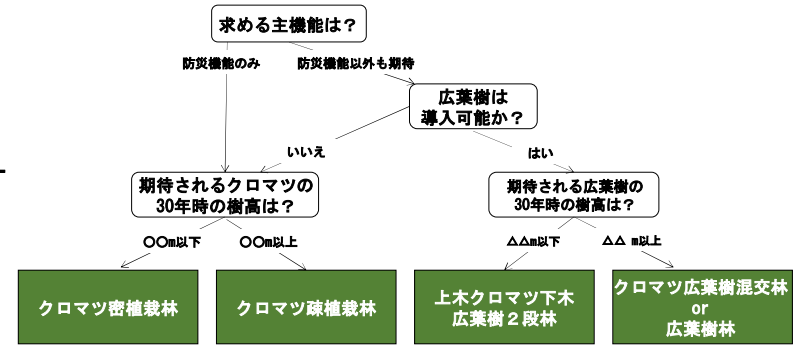 求める主機能は？
防災機能のみ
防災機能以外も期待
広葉樹は
導入可能か？
いいえ
はい
期待されるクロマツの
30年時の樹高は？
期待される広葉樹の
30年時の樹高は？
〇〇m以下
〇〇m以上
△△m以下
△△ m以上
クロマツ密植栽林
クロマツ疎植栽林
上木クロマツ下木
広葉樹２段林
クロマツ広葉樹混交林
or
広葉樹林